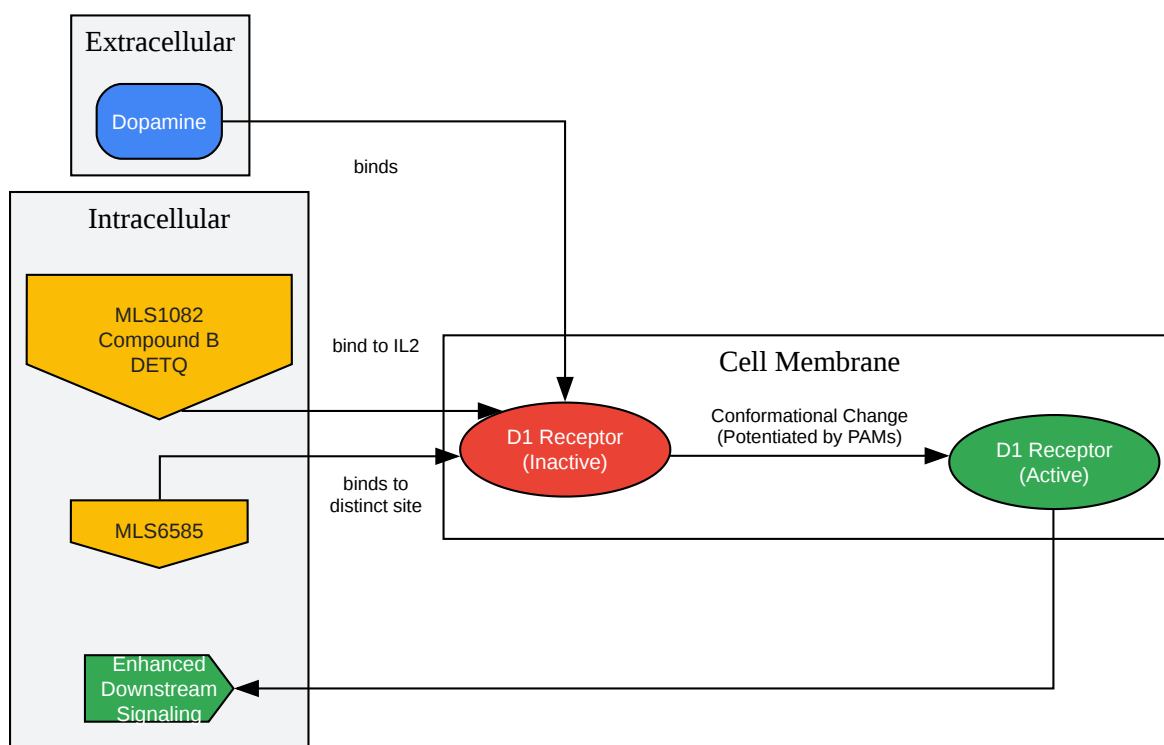 Extracellular
Dopamine
binds
Intracellular
MLS1082
Compound B
DETQ
bind to IL2
Cell Membrane
D1 Receptor
(Inactive)
Conformational Change
(Potentiated by PAMs)
D1 Receptor
(Active)
binds to
distinct site
MLS6585
Enhanced
Downstream
Signaling